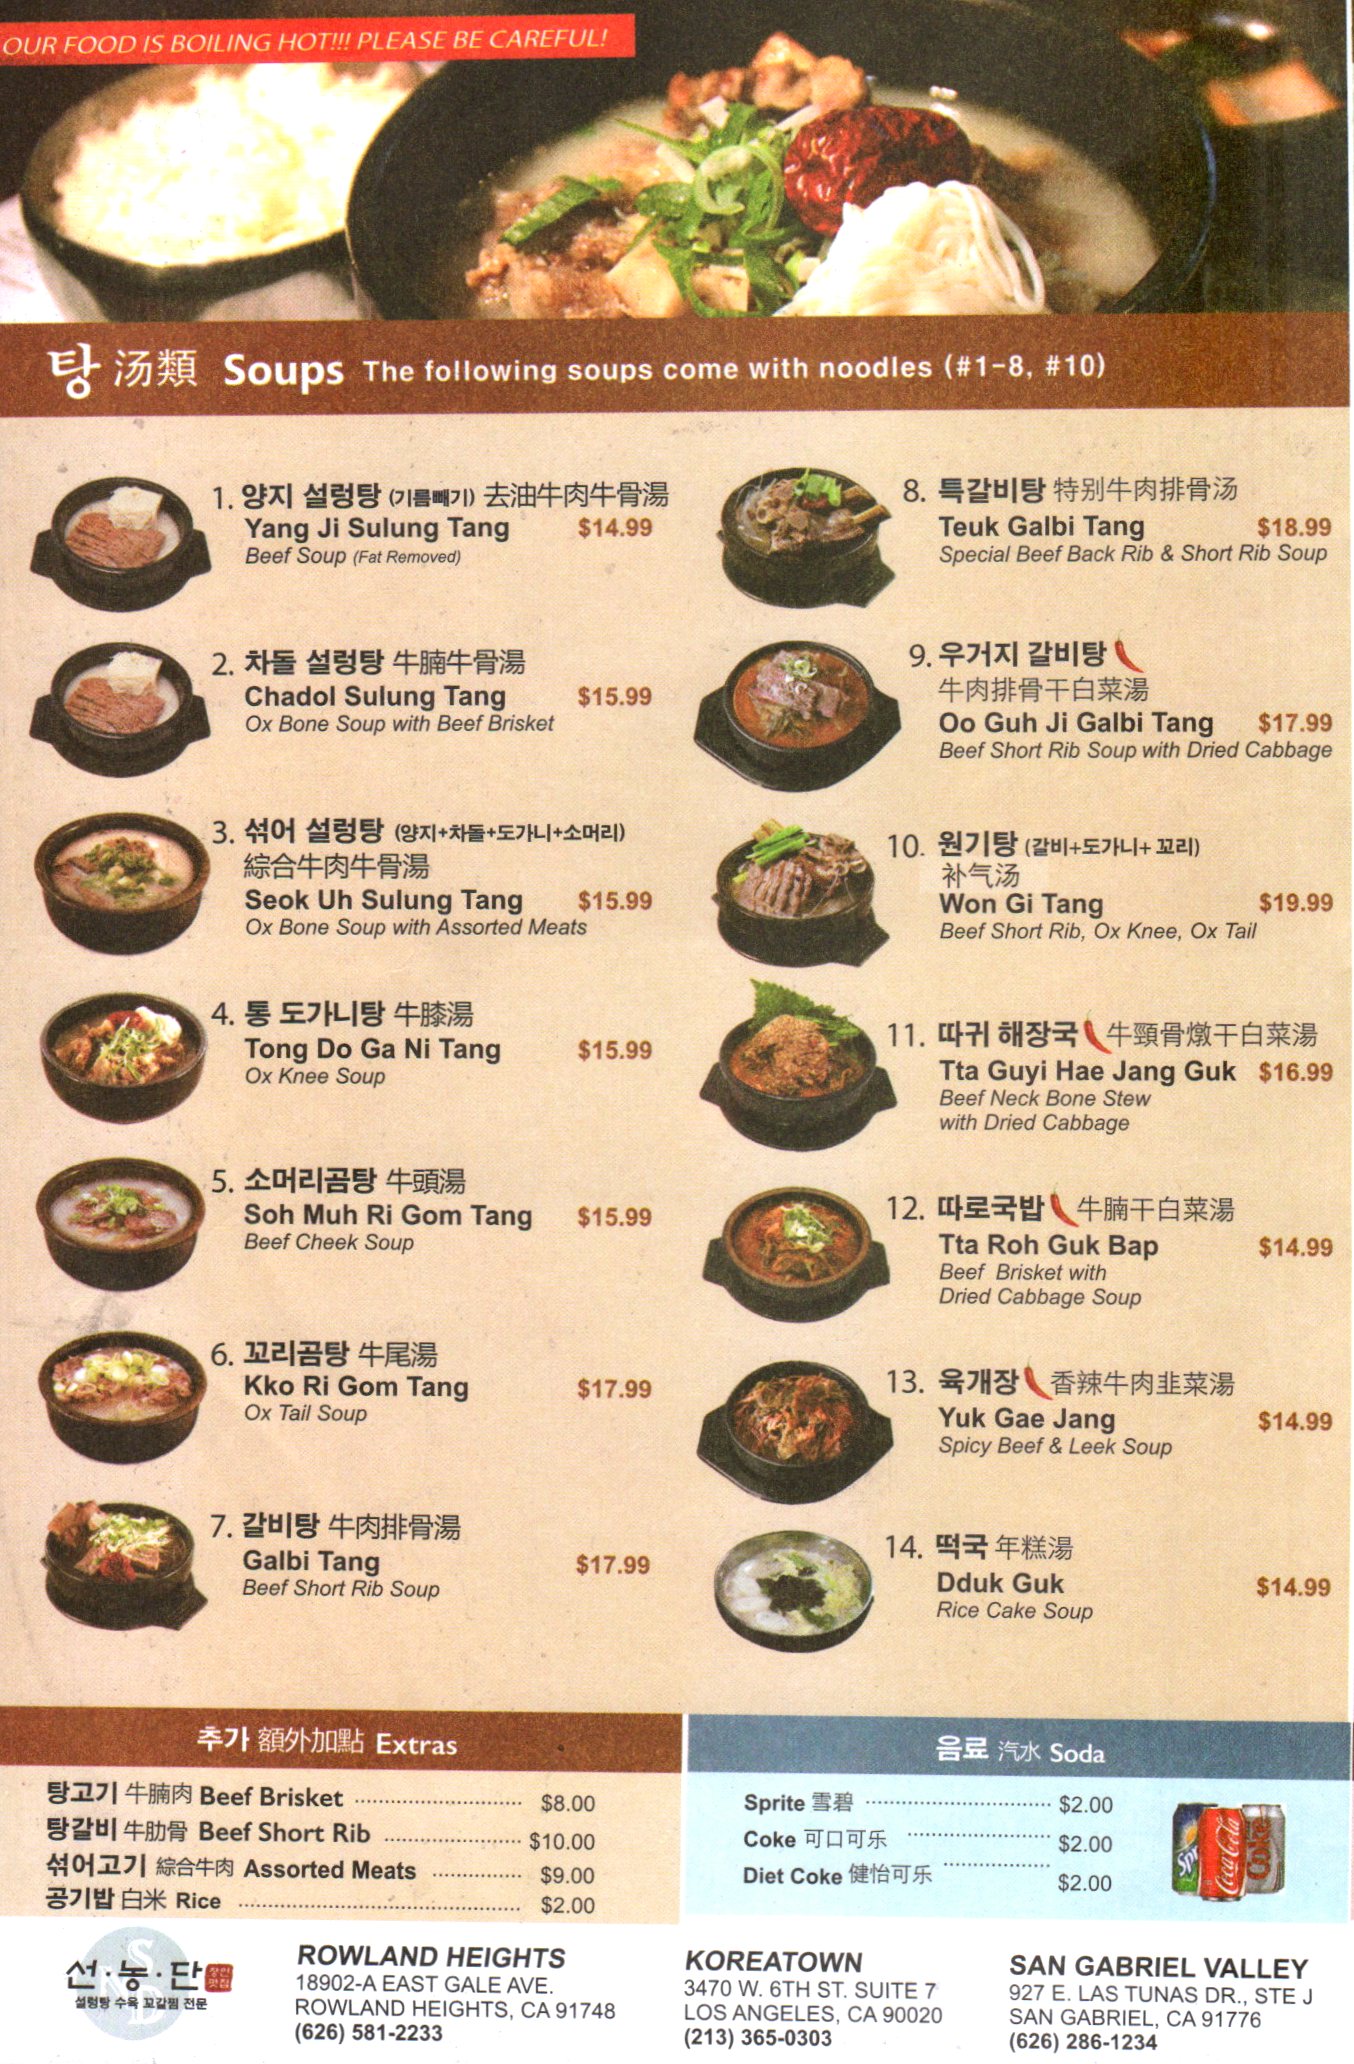 OUR FOOD IS BOILING HOT!!! PLEASE BE CAREFUL!
탕 汤類 Soups The following soups come with noodles (#1-8, #10)
1. 양지 설렁탕 (기름빼기) 去油牛肉牛骨湯
Yang Ji Sulung Tang $14.99
Beef Soup (Fat Removed)
2. 차돌 설렁탕 牛腩牛骨湯
Chadol Sulung Tang $15.99
Ox Bone Soup with Beef Brisket
3. 섞어 설렁탕 (양지+차돌+도가니+소머리)
綜合牛肉牛骨湯
Seok Uh Sulung Tang $15.99
Ox Bone Soup with Assorted Meats
4. 통 도가니탕 牛膝湯
Tong Do Ga Ni Tang $15.99
Ox Knee Soup
5. 소머리곰탕 牛頭湯
Soh Muh Ri Gom Tang $15.99
Beef Cheek Soup
6. 꼬리곰탕 牛尾湯
Kko Ri Gom Tang $17.99
Ox Tail Soup
7. 갈비탕 牛肉排骨湯
Galbi Tang $17.99
Beef Short Rib Soup
8. 특갈비탕 特别牛肉排骨汤
Teuk Galbi Tang $18.99
Special Beef Back Rib & Short Rib Soup
9. 우거지 갈비탕
牛肉排骨干白菜湯
Oo Guh Ji Galbi Tang $17.99
Beef Short Rib Soup with Dried Cabbage
10. 원기탕 (갈비+도가니+ 꼬리)
补气汤
Won Gi Tang $19.99
Beef Short Rib, Ox Knee, Ox Tail
11. 따귀 해장국 牛頸骨燉干白菜湯
Tta Guyi Hae Jang Guk $16.99
Beef Neck Bone Stew
with Dried Cabbage
12. 따로국밥 牛腩干白菜湯
Tta Roh Guk Bap $14.99
Beef Brisket with
Dried Cabbage Soup
13. 육개장 香辣牛肉韭菜湯
Yuk Gae Jang $14.99
Spicy Beef & Leek Soup
14. 떡국 年糕湯
Dduk Guk $14.99
Rice Cake Soup
추가 額外加點 Extras
탕고기 牛腩肉 Beef Brisket $8.00
탕갈비 牛肋骨 Beef Short Rib $10.00
섞어고기 綜合牛肉 Assorted Meats $9.00
공기밥 白米 Rice $2.00
음료 汽水 Soda
Sprite 雪碧 $2.00
Coke 可口可乐 $2.00
Diet Coke 健怡可乐 $2.00
Spr
Coca-Cola
Coke
선·농·단 장인맛집
SND
설렁탕 수육 꼬갈찜 전문
ROWLAND HEIGHTS
18902-A EAST GALE AVE.
ROWLAND HEIGHTS, CA 91748
(626) 581-2233
KOREATOWN
3470 W. 6TH ST. SUITE 7
LOS ANGELES, CA 90020
(213) 365-0303
SAN GABRIEL VALLEY
927 E. LAS TUNAS DR., STE J
SAN GABRIEL, CA 91776
(626) 286-1234